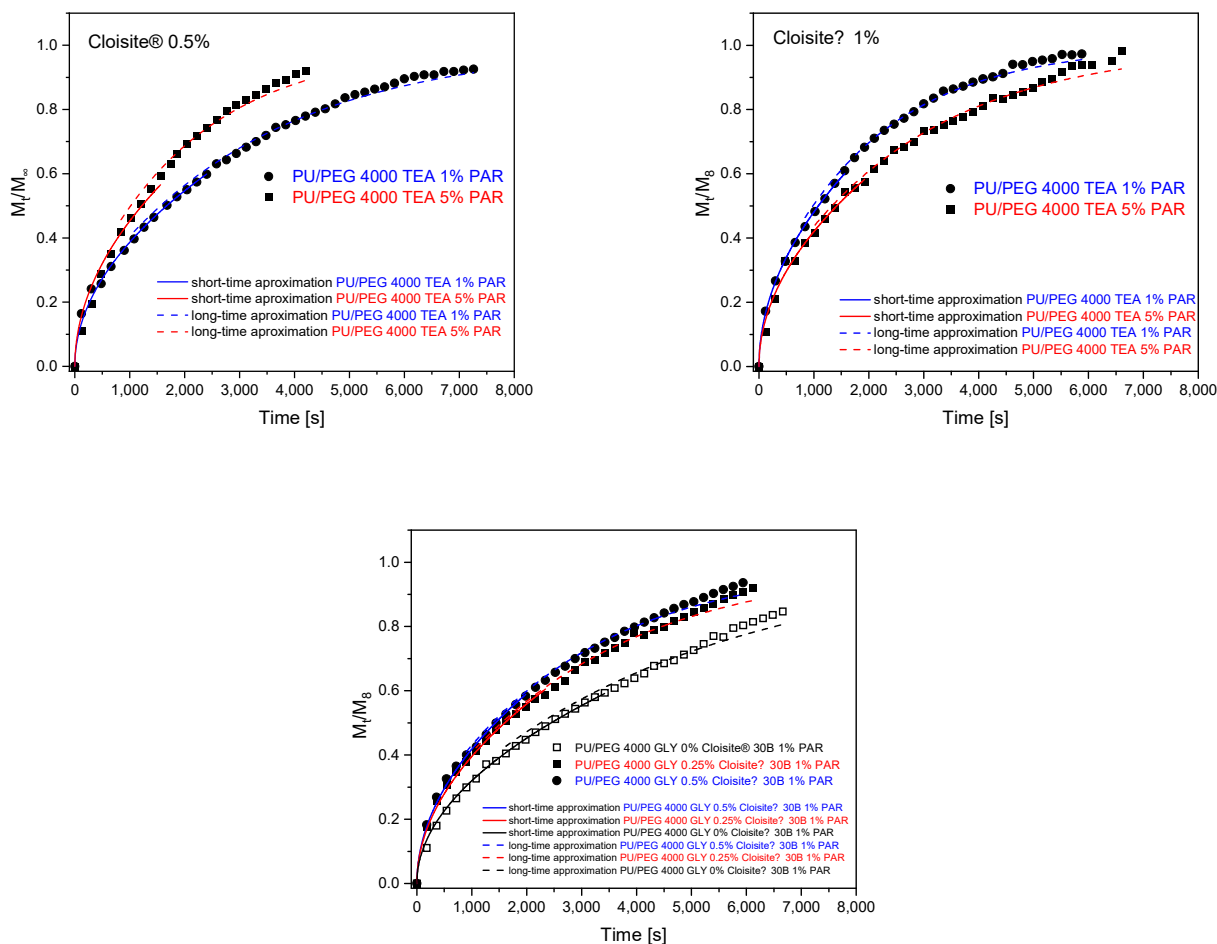 Cloisite® 0.5%
M_t/M_∞
1.0
0.8
0.6
0.4
0.2
0.0
PU/PEG 4000 TEA 1% PAR
PU/PEG 4000 TEA 5% PAR
short-time aproximation PU/PEG 4000 TEA 1% PAR
short-time aproximation PU/PEG 4000 TEA 5% PAR
long-time aproximation PU/PEG 4000 TEA 1% PAR
long-time aproximation PU/PEG 4000 TEA 5% PAR
0 1,000 2,000 3,000 4,000 5,000 6,000 7,000 8,000
Time [s]
Cloisite? 1%
M_t/M_8
1.0
0.8
0.6
0.4
0.2
0.0
PU/PEG 4000 TEA 1% PAR
PU/PEG 4000 TEA 5% PAR
short-time approximation PU/PEG 4000 TEA 1% PAR
short-time approximation PU/PEG 4000 TEA 5% PAR
long-time approximation PU/PEG 4000 TEA 1% PAR
long-time approximation PU/PEG 4000 TEA 5% PAR
0 1,000 2,000 3,000 4,000 5,000 6,000 7,000 8,000
Time [s]
M_t/M_8
1.0
0.8
0.6
0.4
0.2
0.0
PU/PEG 4000 GLY 0% Cloisite® 30B 1% PAR
PU/PEG 4000 GLY 0.25% Cloisite? 30B 1% PAR
PU/PEG 4000 GLY 0.5% Cloisite? 30B 1% PAR
short-time approximation PU/PEG 4000 GLY 0.5% Cloisite? 30B 1% PAR
short-time approximation PU/PEG 4000 GLY 0.25% Cloisite? 30B 1% PAR
short-time approximation PU/PEG 4000 GLY 0% Cloisite? 30B 1% PAR
long-time approximation PU/PEG 4000 GLY 0.5% Cloisite? 30B 1% PAR
long-time approximation PU/PEG 4000 GLY 0.25% Cloisite? 30B 1% PAR
long-time approximation PU/PEG 4000 GLY 0% Cloisite? 30B 1% PAR
0 1,000 2,000 3,000 4,000 5,000 6,000 7,000 8,000
Time [s]